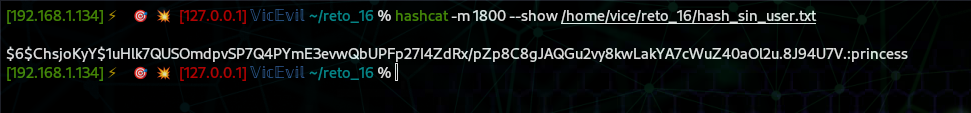 [192.168.1.134] ⚡ 🎯 💥 [127.0.0.1] 𝕍𝕚𝕔𝔼𝕧𝕚𝕝 ~/reto_16 % hashcat -m 1800 --show /home/vice/reto_16/hash_sin_user.txt
$6$ChsjoKyY$1uHlk7QUSOmdpvSP7Q4PYmE3evwQbUPFp27I4ZdRx/pZp8C8gJAQGu2vy8kwLakYA7cWuZ40aOl2u.8J94U7V.:princess
[192.168.1.134] ⚡ 🎯 💥 [127.0.0.1] 𝕍𝕚𝕔𝔼𝕧𝕚𝕝 ~/reto_16 %